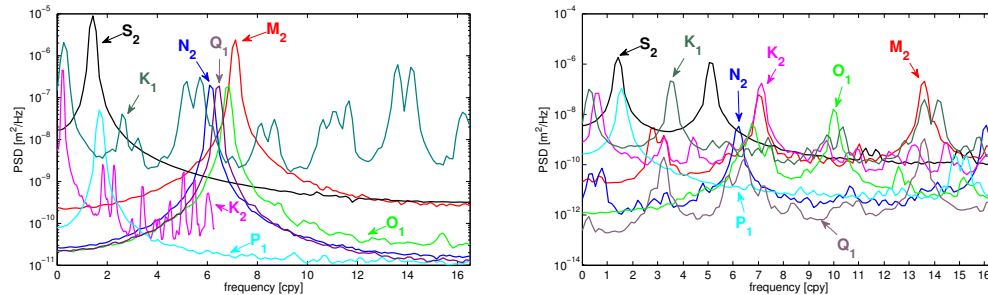 10⁻⁵
10⁻⁶
10⁻⁷
10⁻⁸
10⁻⁹
10⁻¹⁰
10⁻¹¹
PSD [m²/Hz]
0 2 4 6 8 10 12 14 16
frequency [cpy]
S₂
K₁
N₂
Q₁
M₂
K₂
P₁
O₁
10⁻⁴
10⁻⁶
10⁻⁸
10⁻¹⁰
10⁻¹²
10⁻¹⁴
PSD [m²/Hz]
0 1 2 3 4 5 6 7 8 9 10 11 12 13 14 15 16
frequency [cpy]
S₂
K₁
N₂
K₂
O₁
M₂
P₁
Q₁